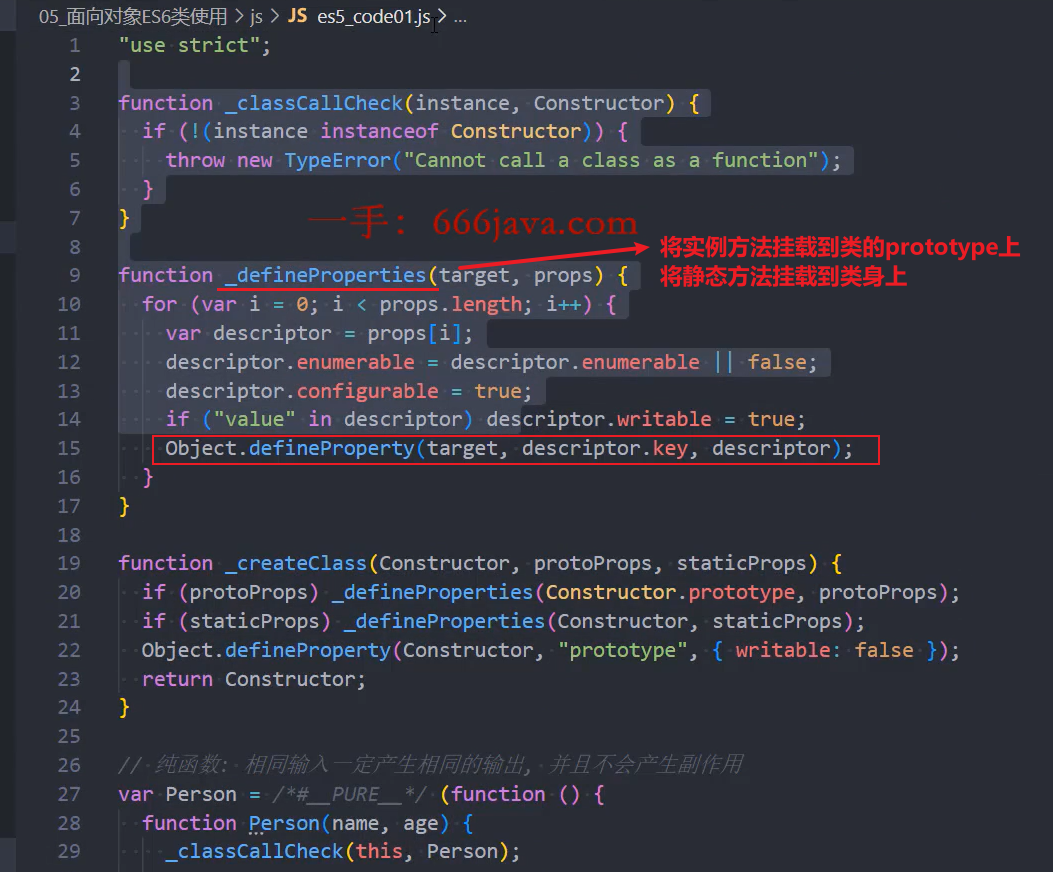 05_面向对象ES6类使用 > js > JS es5_code01.js > ...
1 "use strict";
2
3 function _classCallCheck(instance, Constructor) {
4 if (!(instance instanceof Constructor)) {
5 throw new TypeError("Cannot call a class as a function");
6 }
7 }
一手：666java.com
8
将实例方法挂载到类的prototype上
9 function _defineProperties(target, props) {
将静态方法挂载到类身上
10 for (var i = 0; i < props.length; i++) {
11 var descriptor = props[i];
12 descriptor.enumerable = descriptor.enumerable || false;
13 descriptor.configurable = true;
14 if ("value" in descriptor) descriptor.writable = true;
15 Object.defineProperty(target, descriptor.key, descriptor);
16 }
17 }
18
19 function _createClass(Constructor, protoProps, staticProps) {
20 if (protoProps) _defineProperties(Constructor.prototype, protoProps);
21 if (staticProps) _defineProperties(Constructor, staticProps);
22 Object.defineProperty(Constructor, "prototype", { writable: false });
23 return Constructor;
24 }
25
26 // 纯函数: 相同输入一定产生相同的输出, 并且不会产生副作用
27 var Person = /*#__PURE__*/ (function () {
28 function Person(name, age) {
29 _classCallCheck(this, Person);